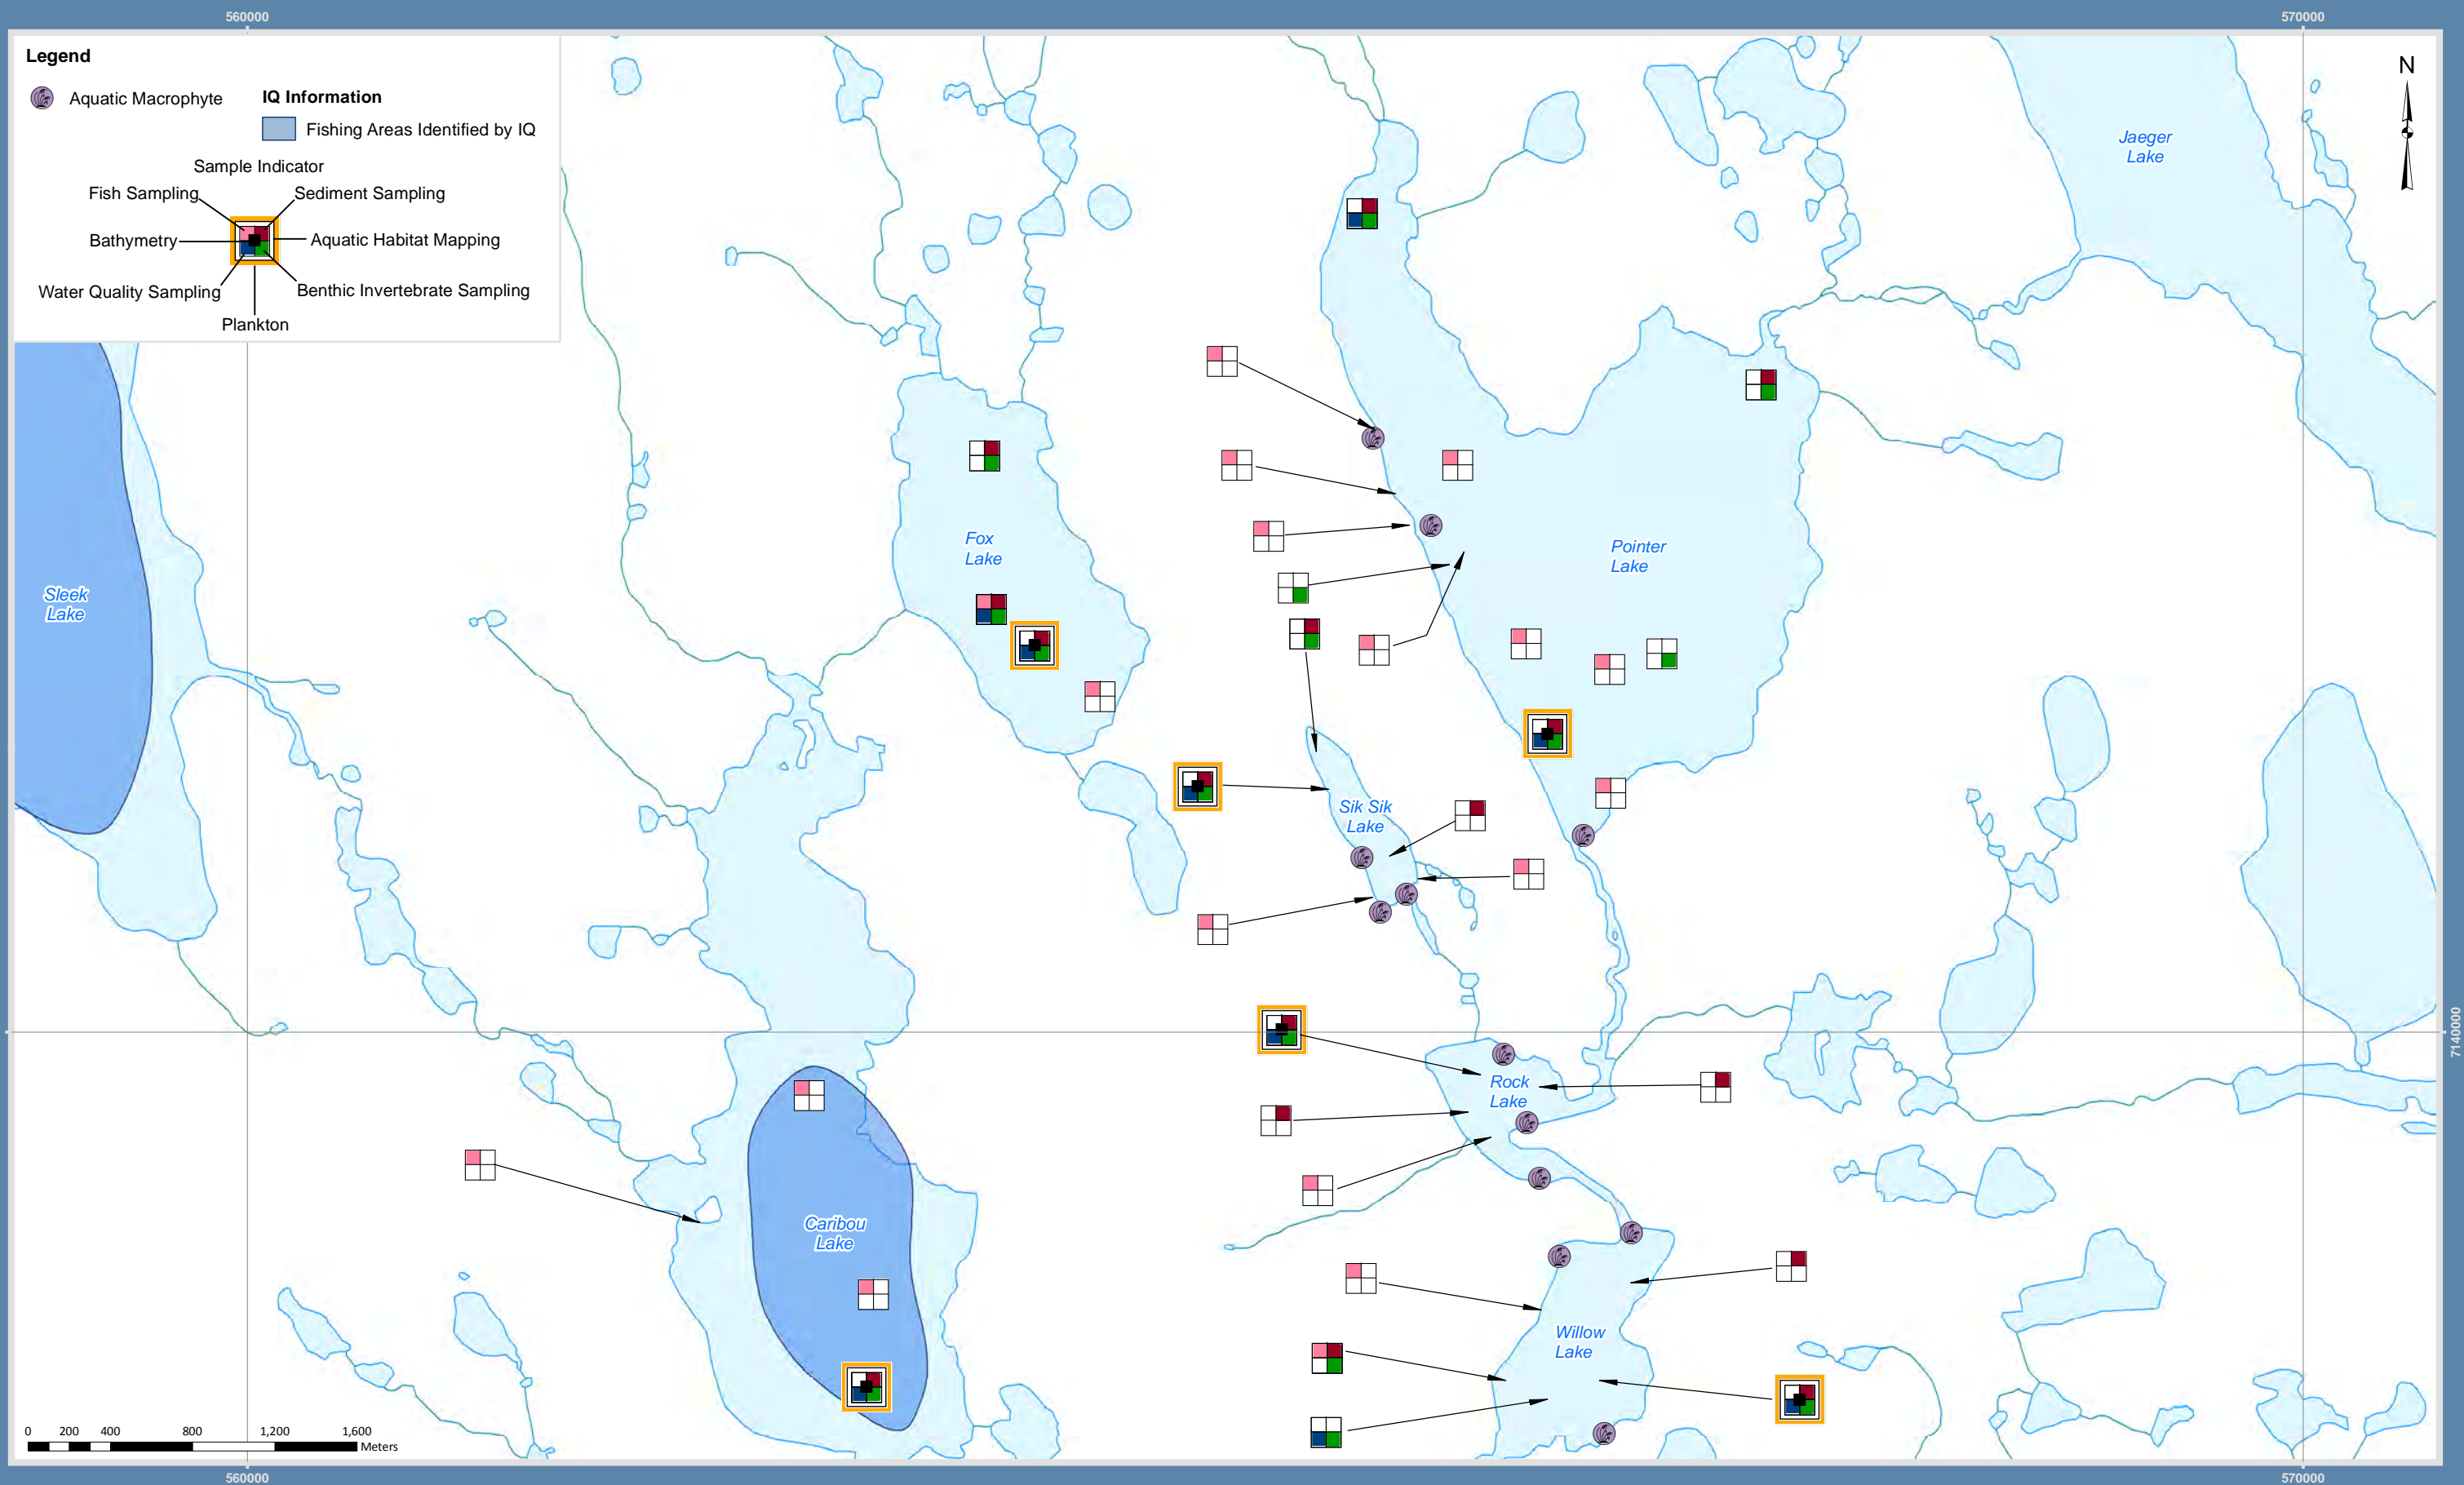 560000
570000
Legend
Aquatic Macrophyte
IQ Information
Fishing Areas Identified by IQ
Sample Indicator
Fish Sampling
Sediment Sampling
Bathymetry
Aquatic Habitat Mapping
Water Quality Sampling
Benthic Invertebrate Sampling
Plankton
N
Jaeger
Lake
Fox
Lake
Pointer
Lake
Sleek
Lake
Sik Sik
Lake
Rock
Lake
Caribou
Lake
Willow
Lake
7140000
0 200 400 800 1,200 1,600
Meters
560000
570000